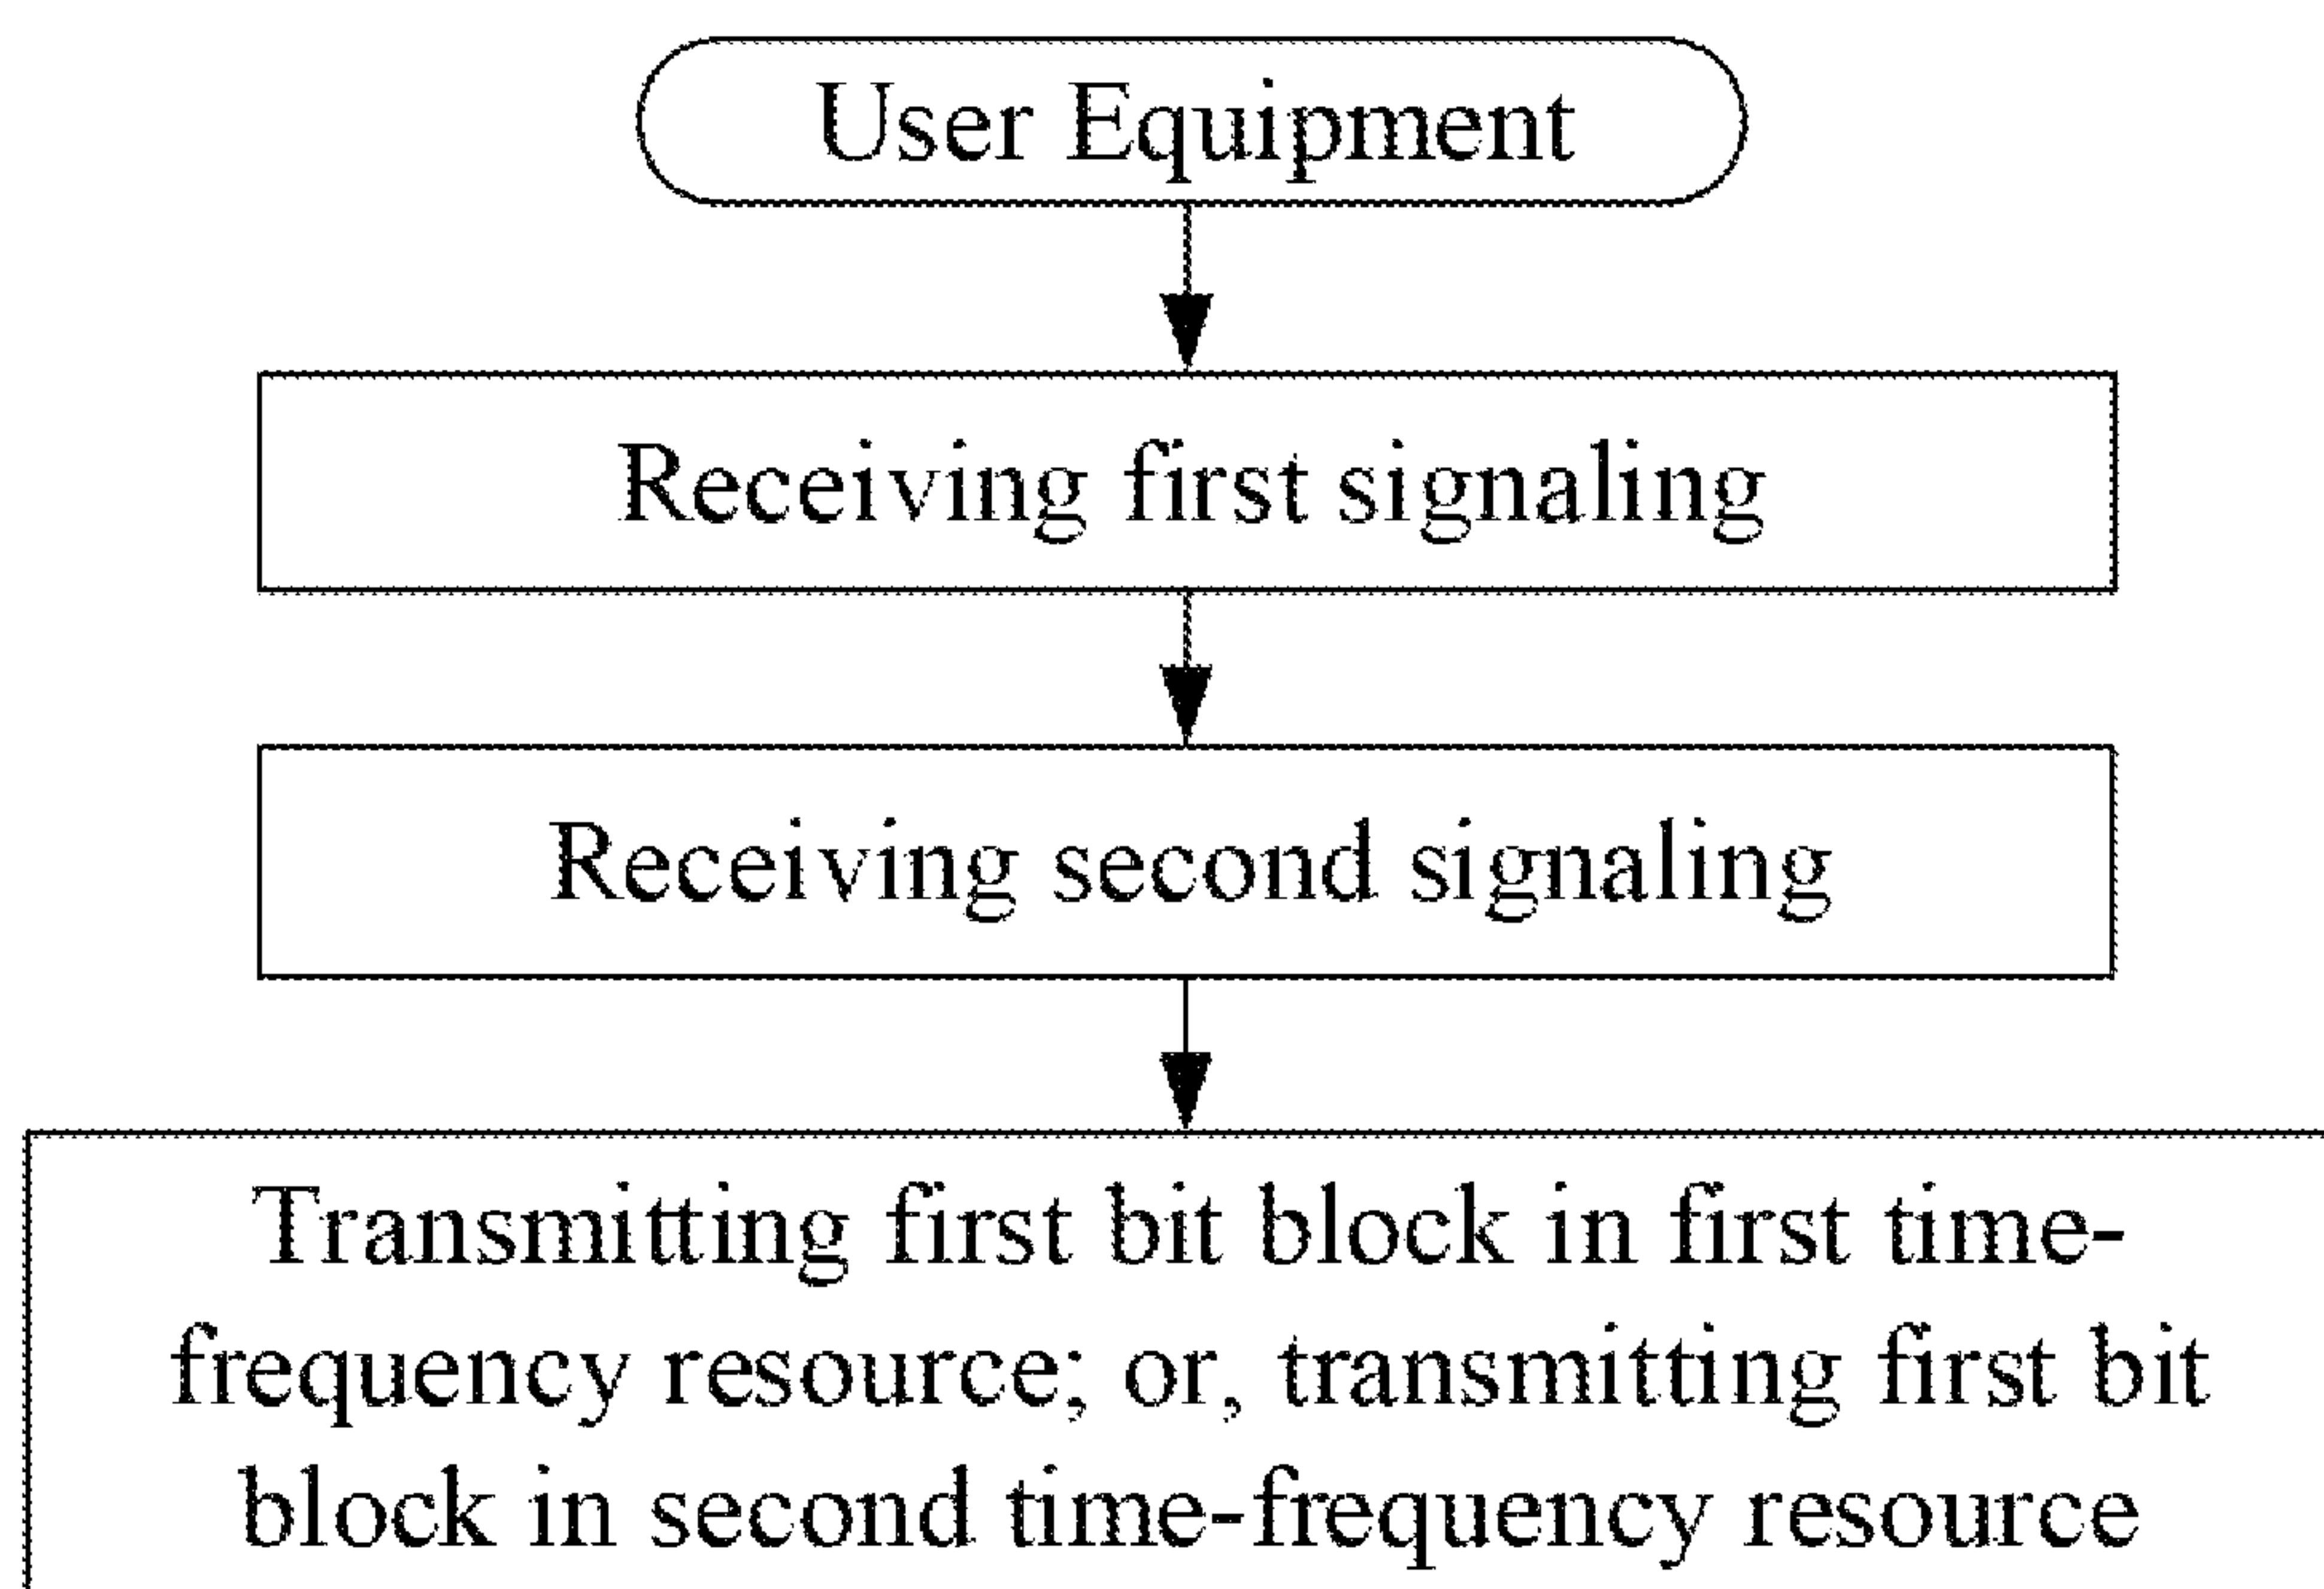 User Equipment
Receiving first signaling
Receiving second signaling
Transmitting first bit block in first time-
frequency resource; or, transmitting first bit
block in second time-frequency resource